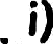 . i)